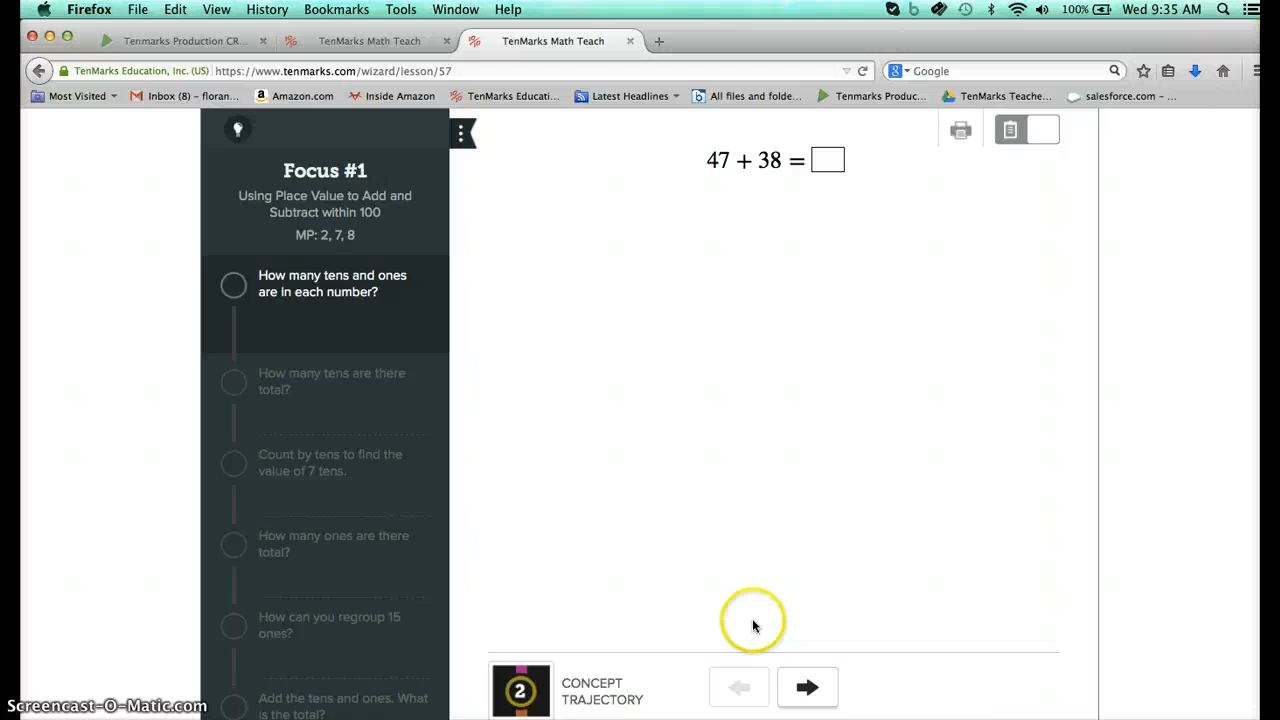 Firefox File Edit View History Bookmarks Tools Window Help 100% Wed 9:35 AM
Tenmarks Production CR... TenMarks Math Teach TenMarks Math Teach
TenMarks Education, Inc. (US) https://www.tenmarks.com/wizard/lesson/57 Google
Most Visited Inbox (8) – floran... Amazon.com Inside Amazon TenMarks Educati... Latest Headlines All files and folde... Tenmarks Produc... TenMarks Teache... salesforce.com – ...
47 + 38 =
Focus #1
Using Place Value to Add and
Subtract within 100
MP: 2, 7, 8
How many tens and ones
are in each number?
How many tens are there
total?
Count by tens to find the
value of 7 tens.
How many ones are there
total?
How can you regroup 15
ones?
Add the tens and ones. What
is the total?
2 CONCEPT
TRAJECTORY
Screencast-O-Matic.com